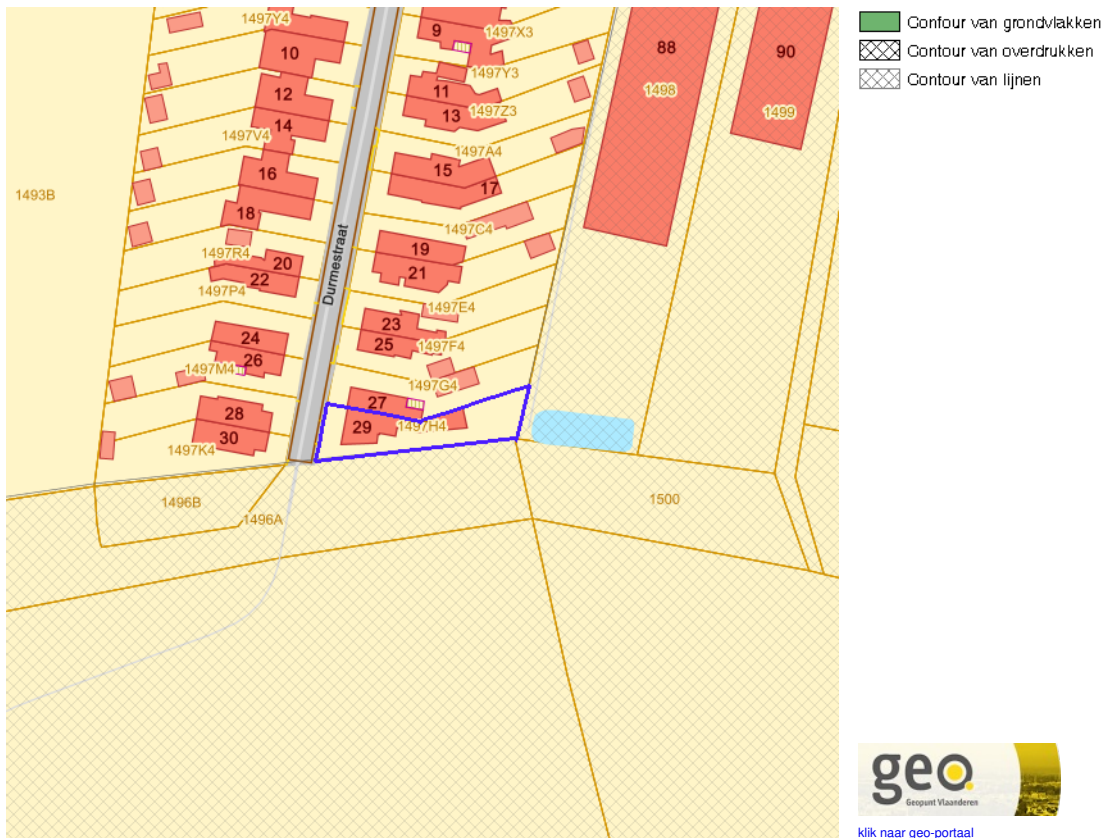 1497Y4
9
1497X3
10
88
90
1497Y3
11
1498
12
13
1497Z3
1499
14
1497V4
1497A4
15
16
17
1493B
18
1497C4
19
1497R4
20
21
22
1497P4
Durmestraat
1497E4
23
24
25
1497F4
26
1497M4
1497G4
27
28
29
1497H4
30
1497K4
1496B
1500
1496A
Contour van grondvlakken
Contour van overdrukken
Contour van lijnen
geo.
Geopunt Vlaanderen
klik naar geo-portaal